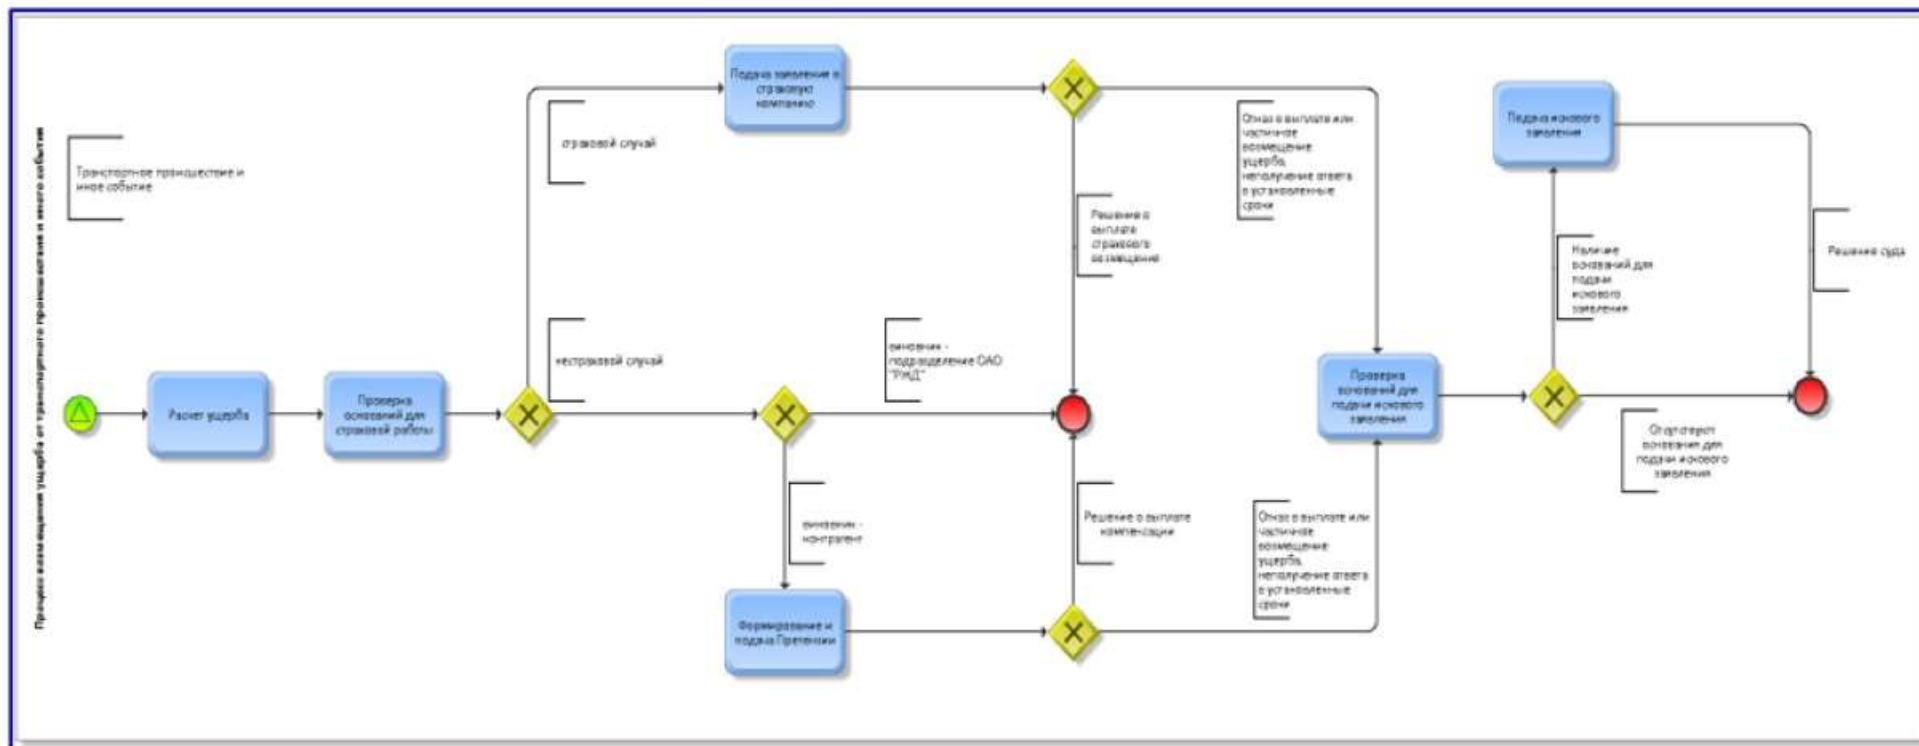 Процесс возмещения ущерба от транспортного происшествия и иного события
Транспортное происшествие и
иное событие
Расчет ущерба
Проверка
оснований для
страховой работы
страховой случай
нестраховой случай
Подача заявления в
страховую
компанию
виновник -
подразделение ОАО
"РЖД"
виновник -
контрагент
Формирование и
подача Претензии
Решение о
выплате
страхового
возмещения
Решение о выплате
компенсации
Отказ в выплате или
частичное
возмещение
ущерба,
неполучение ответа
в установленные
сроки
Отказ в выплате или
частичное
возмещение
ущерба,
неполучение ответа
в установленные
сроки
Проверка
оснований для
подачи искового
заявления
Подача искового
заявления
Наличие
оснований для
подачи
искового
заявления
Отсутствуют
основания для
подачи искового
заявления
Решение суда